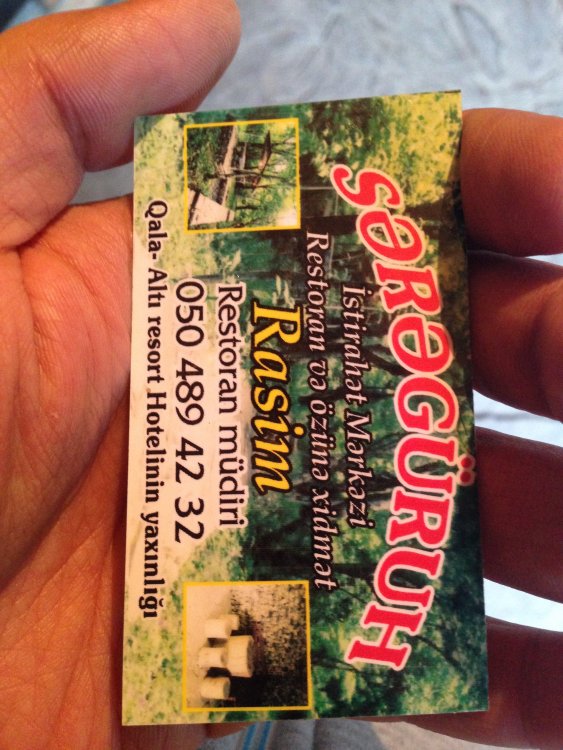 ŞƏRƏGÜRUH
İstirahət Mərkəzi
Restoran və özünə xidmət
Rasim
Restoran müdiri
050 489 42 32
Qala- Altı resort Hotelinin yaxınlığı